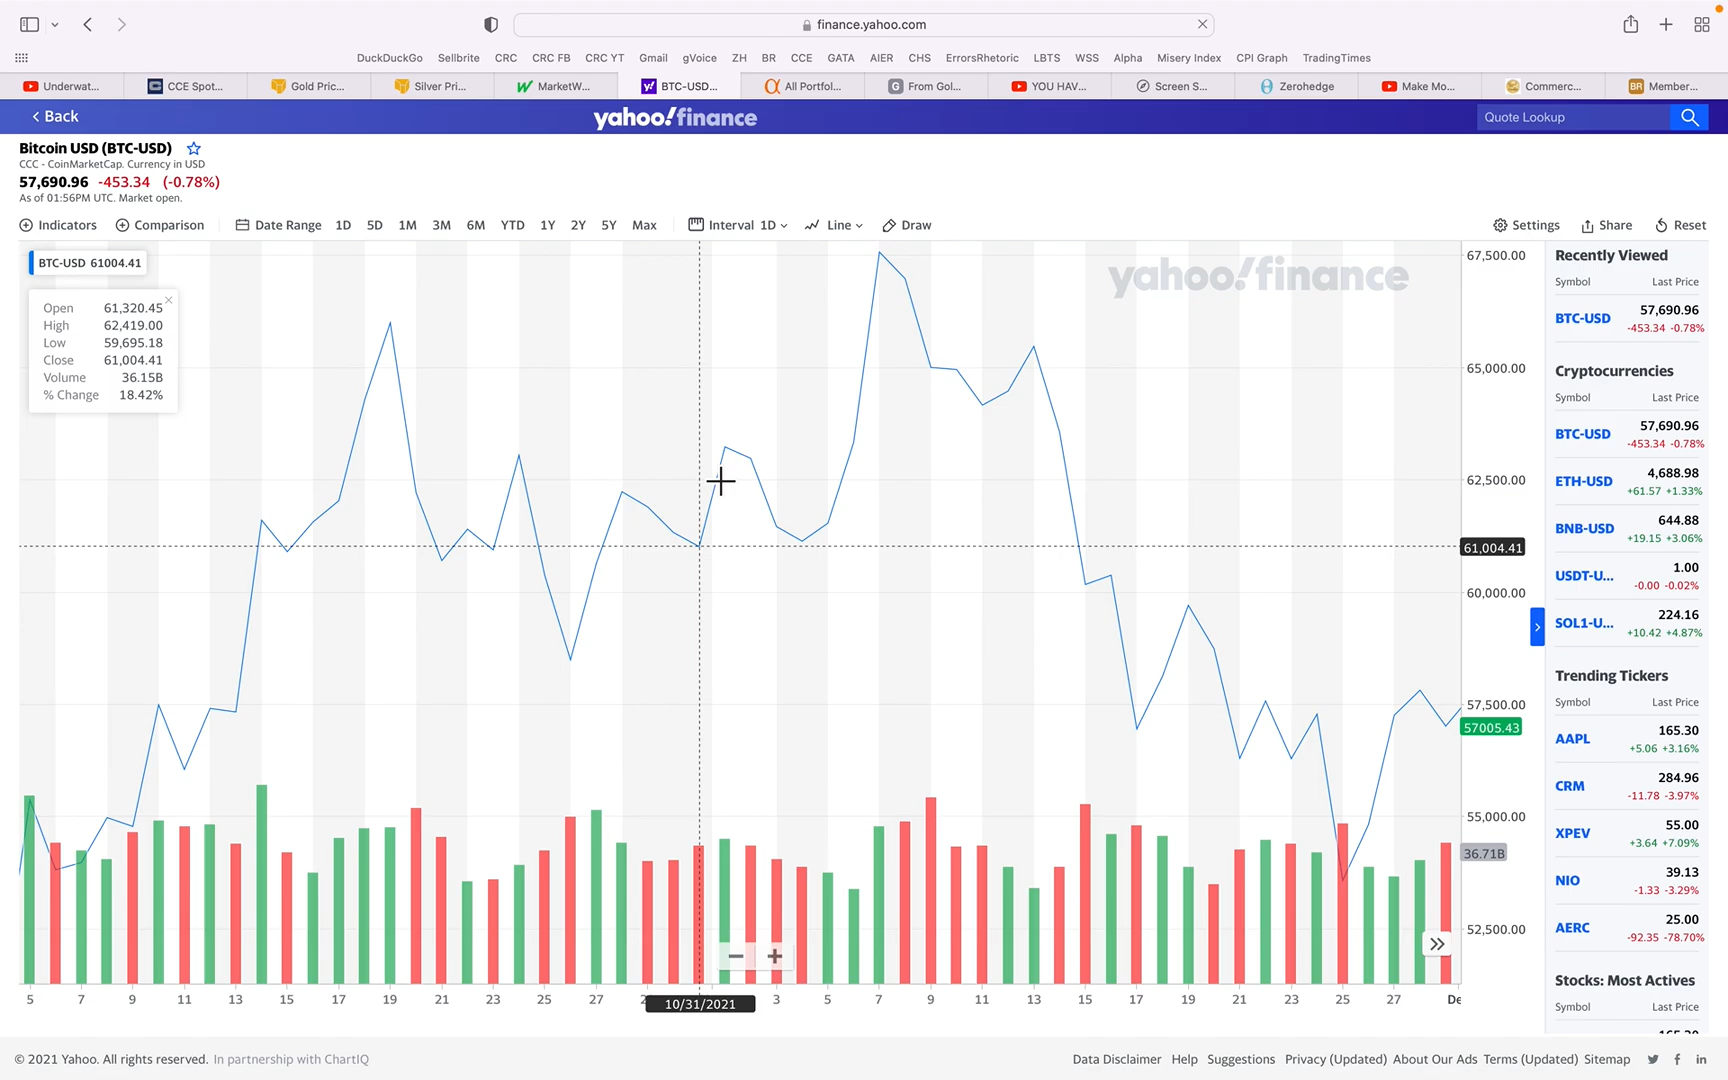 finance.yahoo.com
DuckDuckGo Sellbrite CRC CRC FB CRC YT Gmail gVoice ZH BR CCE GATA AIER CHS ErrorsRhetoric LBTS WSS Alpha Misery Index CPI Graph TradingTimes
Underwat... CCE Spot... Gold Pric... Silver Pri... MarketW... BTC-USD... All Portfol... From Gol... YOU HAV... Screen S... Zerohedge Make Mo... Commerc... BR Member...
Back yahoo!finance Quote Lookup
Bitcoin USD (BTC-USD)
CCC - CoinMarketCap. Currency in USD
57,690.96 -453.34 (-0.78%)
As of 01:56PM UTC. Market open.
Indicators Comparison Date Range 1D 5D 1M 3M 6M YTD 1Y 2Y 5Y Max Interval 1D Line Draw Settings Share Reset
BTC-USD 61004.41
Open 61,320.45
High 62,419.00
Low 59,695.18
Close 61,004.41
Volume 36.15B
% Change 18.42%
yahoo!finance
67,500.00
65,000.00
62,500.00
61,004.41
60,000.00
57,500.00
57005.43
55,000.00
36.71B
52,500.00
5 7 9 11 13 15 17 19 21 23 25 27 2 10/31/2021 3 5 7 9 11 13 15 17 19 21 23 25 27 De
Recently Viewed
Symbol Last Price
BTC-USD 57,690.96
-453.34 -0.78%
Cryptocurrencies
Symbol Last Price
BTC-USD 57,690.96
-453.34 -0.78%
ETH-USD 4,688.98
+61.57 +1.33%
BNB-USD 644.88
+19.15 +3.06%
USDT-U... 1.00
-0.00 -0.02%
SOL1-U... 224.16
+10.42 +4.87%
Trending Tickers
Symbol Last Price
AAPL 165.30
+5.06 +3.16%
CRM 284.96
-11.78 -3.97%
XPEV 55.00
+3.64 +7.09%
NIO 39.13
-1.33 -3.29%
AERC 25.00
-92.35 -78.70%
Stocks: Most Actives
Symbol Last Price
© 2021 Yahoo. All rights reserved. In partnership with ChartIQ
Data Disclaimer Help Suggestions Privacy (Updated) About Our Ads Terms (Updated) Sitemap